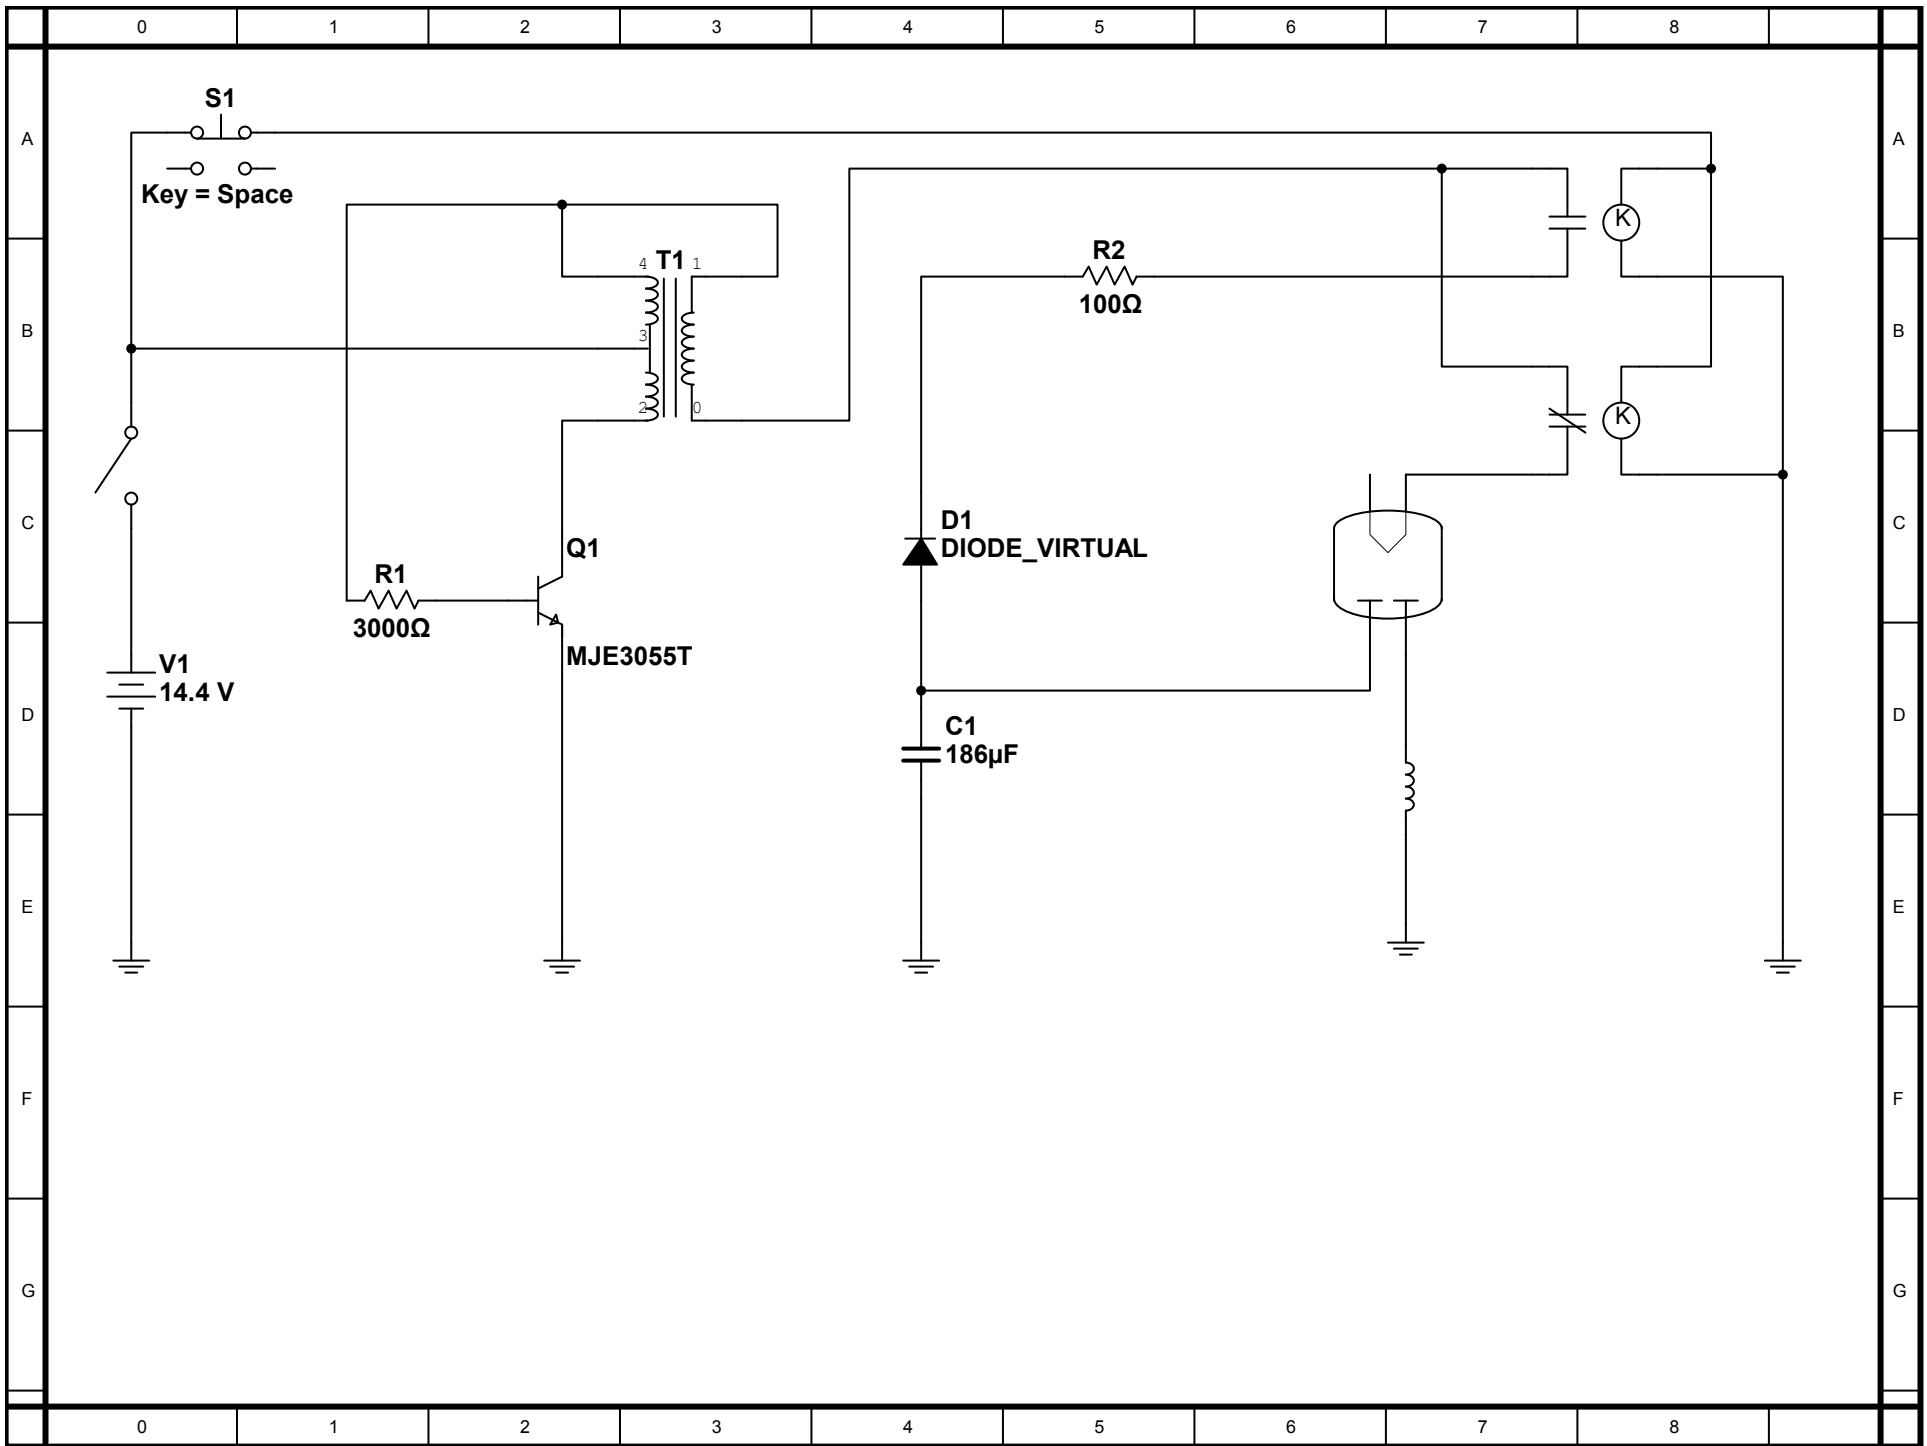 0 1 2 3 4 5 6 7 8
S1
A A
Key = Space
4 T1 1
R2
100Ω
K
B 3 B
2 0
K
C C
D1
DIODE_VIRTUAL
Q1
R1
3000Ω
MJE3055T
V1
14.4 V
D D
C1
186µF
E E
F F
G G
0 1 2 3 4 5 6 7 8